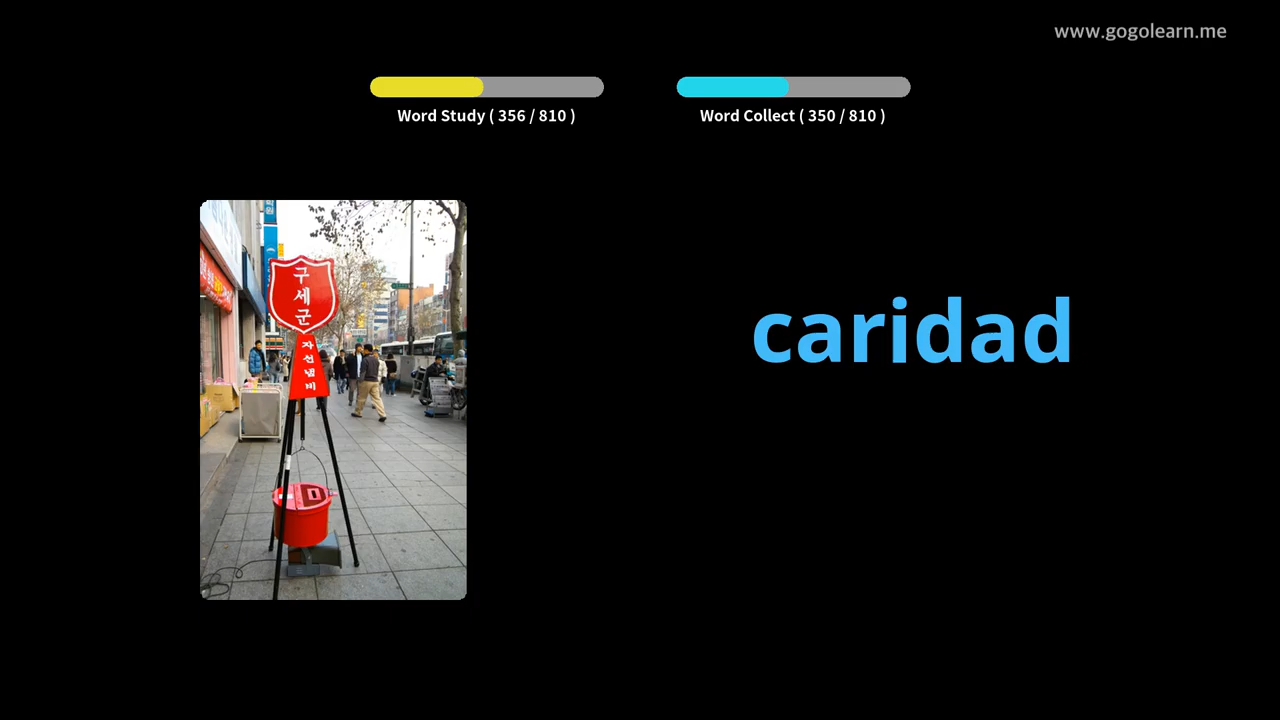 www.gogolearn.me
Word Study ( 356 / 810 )
Word Collect ( 350 / 810 )
구
세
군
자
선
냄
비
caridad